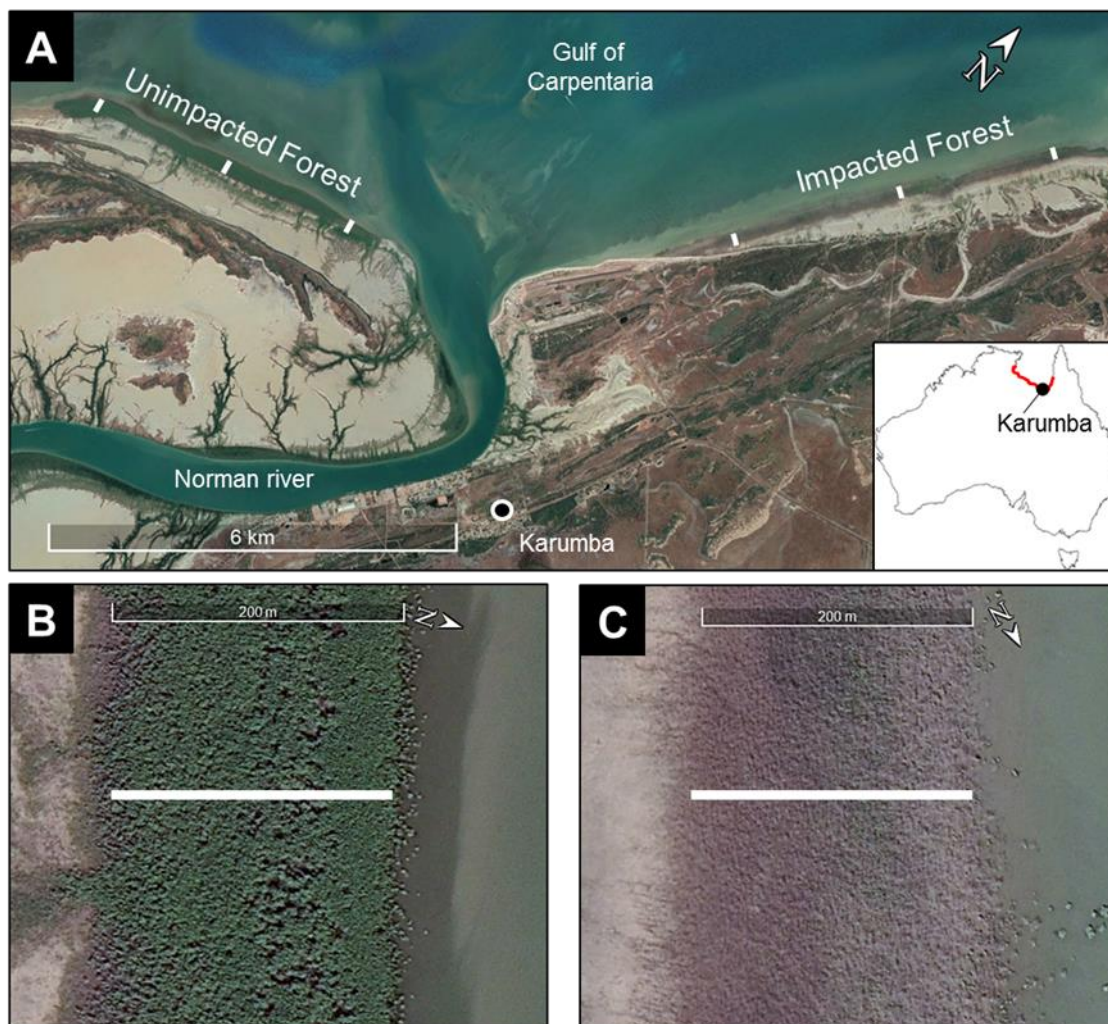 A
Gulf of
Carpentaria
N
Unimpacted Forest
Impacted Forest
Karumba
Norman river
6 km
Karumba
B
200 m
N
C
200 m
N